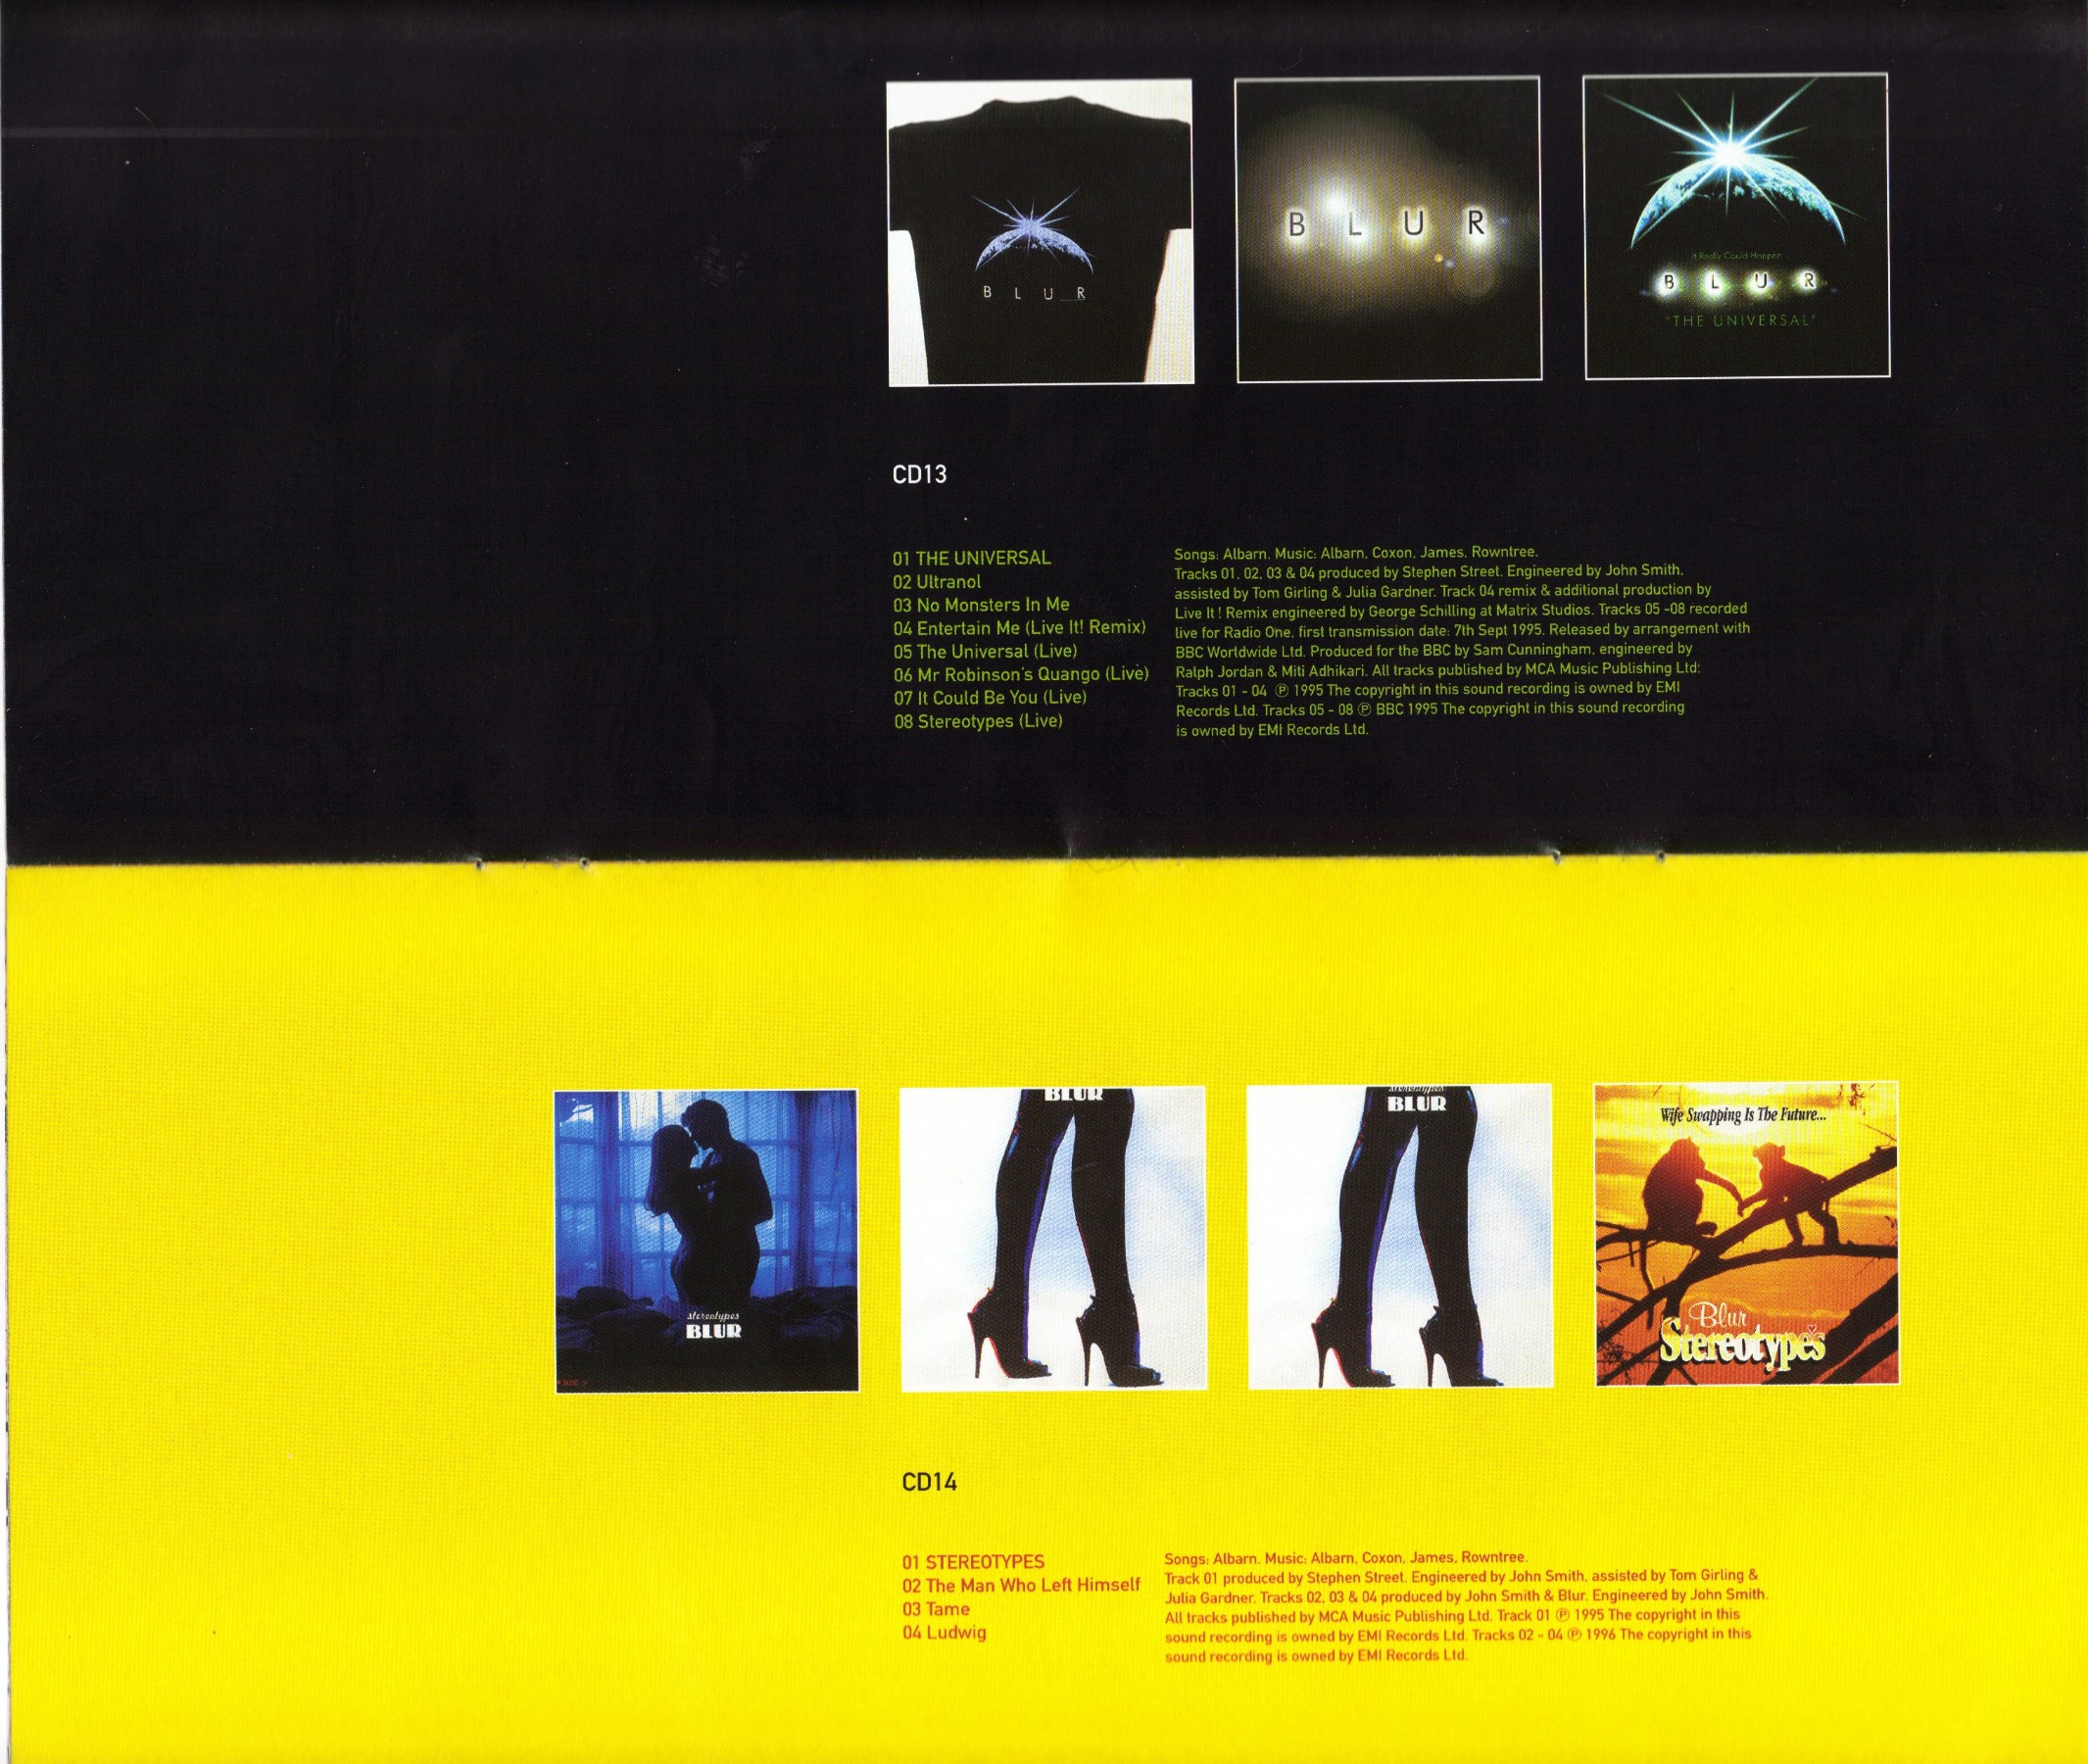 B L U R
B L U R
It Really Could Happen...
B L U R
"THE UNIVERSAL"
CD13
01 THE UNIVERSAL
02 Ultranol
03 No Monsters In Me
04 Entertain Me (Live It! Remix)
05 The Universal (Live)
06 Mr Robinson's Quango (Live)
07 It Could Be You (Live)
08 Stereotypes (Live)
Songs: Albarn. Music: Albarn, Coxon, James, Rowntree.
Tracks 01, 02, 03 & 04 produced by Stephen Street. Engineered by John Smith,
assisted by Tom Girling & Julia Gardner. Track 04 remix & additional production by
Live It ! Remix engineered by George Schilling at Matrix Studios. Tracks 05 -08 recorded
live for Radio One, first transmission date: 7th Sept 1995. Released by arrangement with
BBC Worldwide Ltd. Produced for the BBC by Sam Cunningham, engineered by
Ralph Jordan & Miti Adhikari. All tracks published by MCA Music Publishing Ltd:
Tracks 01 - 04 ℗ 1995 The copyright in this sound recording is owned by EMI
Records Ltd. Tracks 05 - 08 ℗ BBC 1995 The copyright in this sound recording
is owned by EMI Records Ltd.
stereotypes
BLUR
BLUR
stereotypes
BLUR
Wife Swapping Is The Future...
Blur
Stereotypes
CD14
01 STEREOTYPES
02 The Man Who Left Himself
03 Tame
04 Ludwig
Songs: Albarn. Music: Albarn, Coxon, James, Rowntree.
Track 01 produced by Stephen Street. Engineered by John Smith, assisted by Tom Girling &
Julia Gardner. Tracks 02, 03 & 04 produced by John Smith & Blur. Engineered by John Smith.
All tracks published by MCA Music Publishing Ltd. Track 01 ℗ 1995 The copyright in this
sound recording is owned by EMI Records Ltd. Tracks 02 - 04 ℗ 1996 The copyright in this
sound recording is owned by EMI Records Ltd.